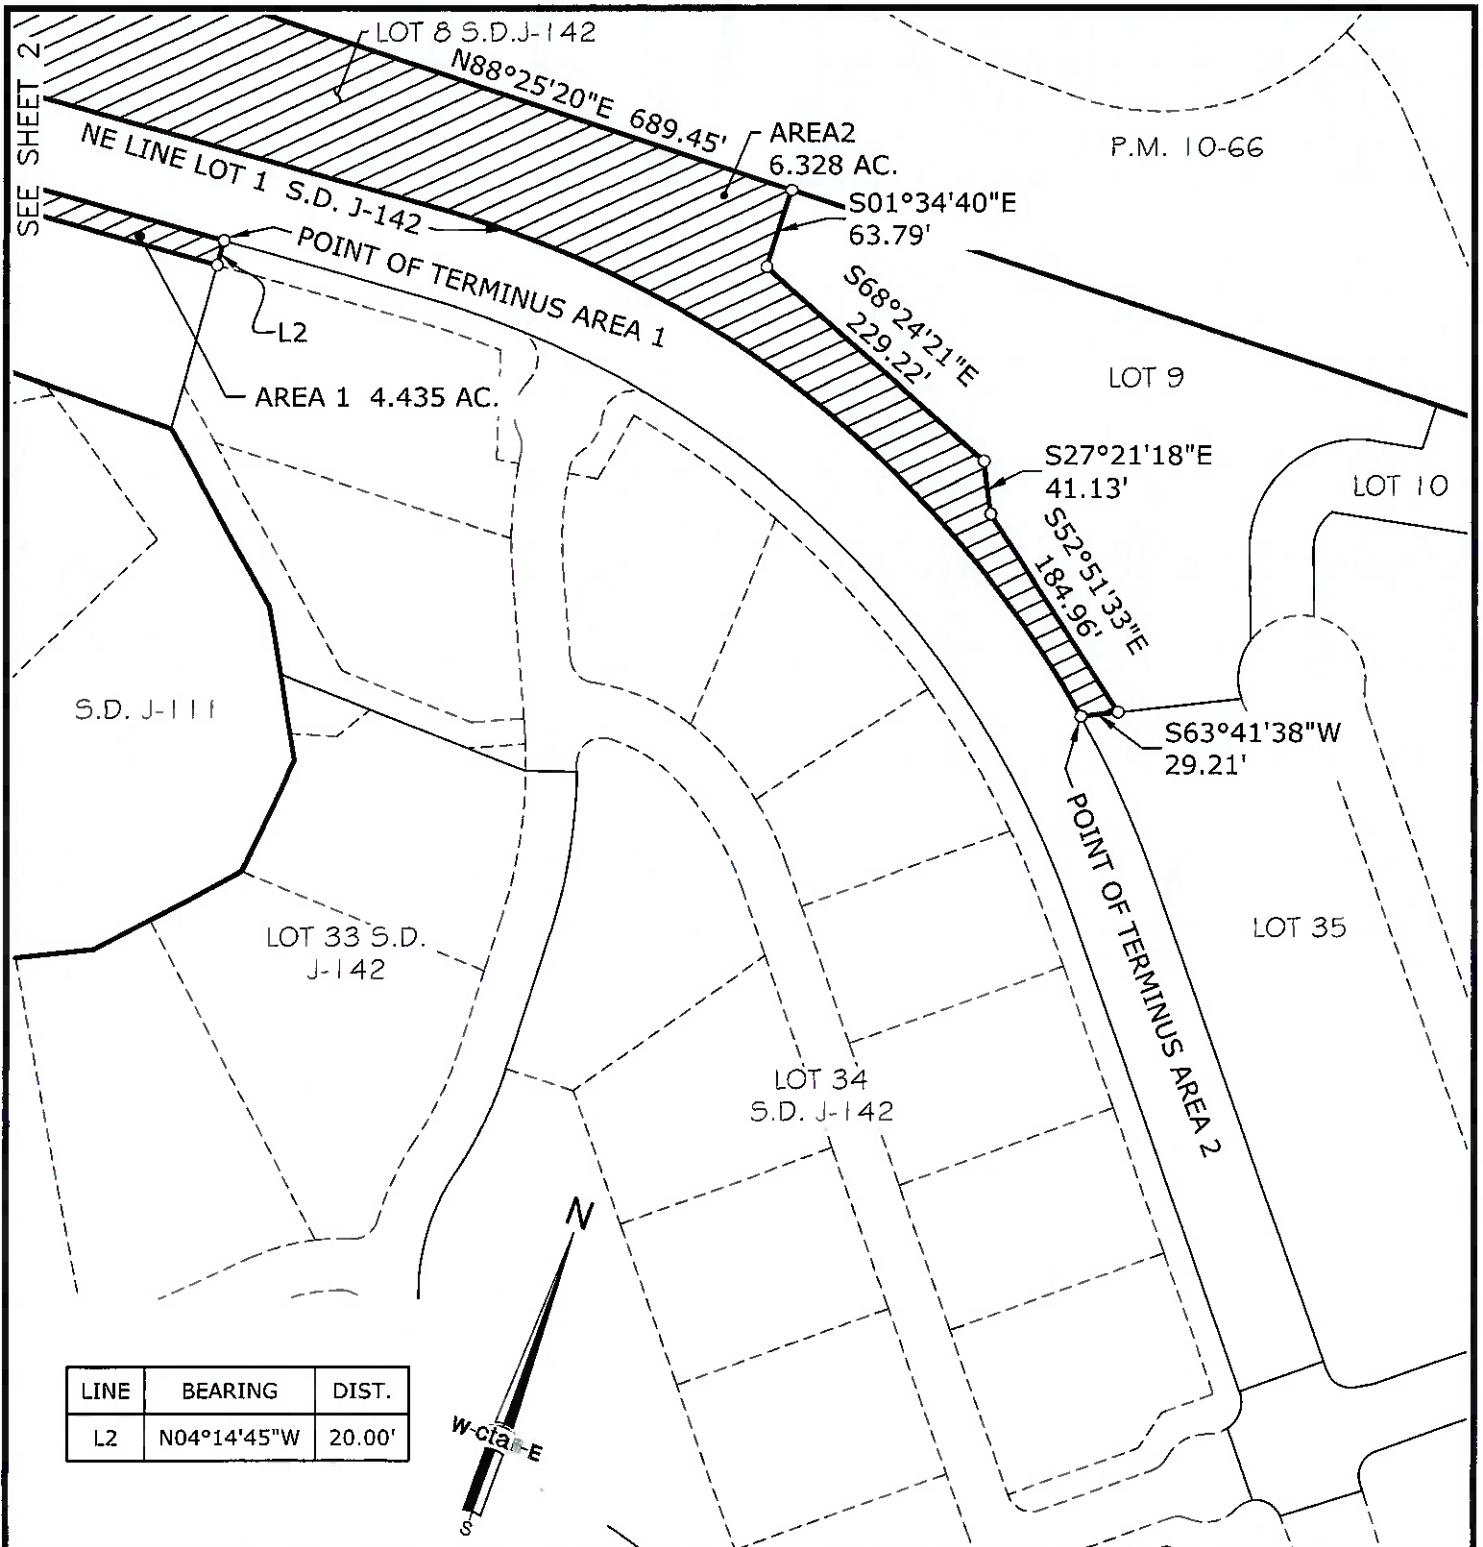 SEE SHEET 2
LOT 8 S.D.J-142
N88°25'20"E 689.45'
NE LINE LOT 1 S.D. J-142
AREA2
6.328 AC.
P.M. 10-66
S01°34'40"E
63.79'
POINT OF TERMINUS AREA 1
S68°24'21"E
229.22'
L2
AREA 1 4.435 AC.
LOT 9
S27°21'18"E
41.13'
LOT 10
S52°51'33"E
184.96'
S.D. J-111
S63°41'38"W
29.21'
POINT OF TERMINUS AREA 2
LOT 33 S.D.
J-142
LOT 35
LOT 34
S.D. J-142
N
W E
S
LINE BEARING DIST.
L2 N04°14'45"W 20.00'